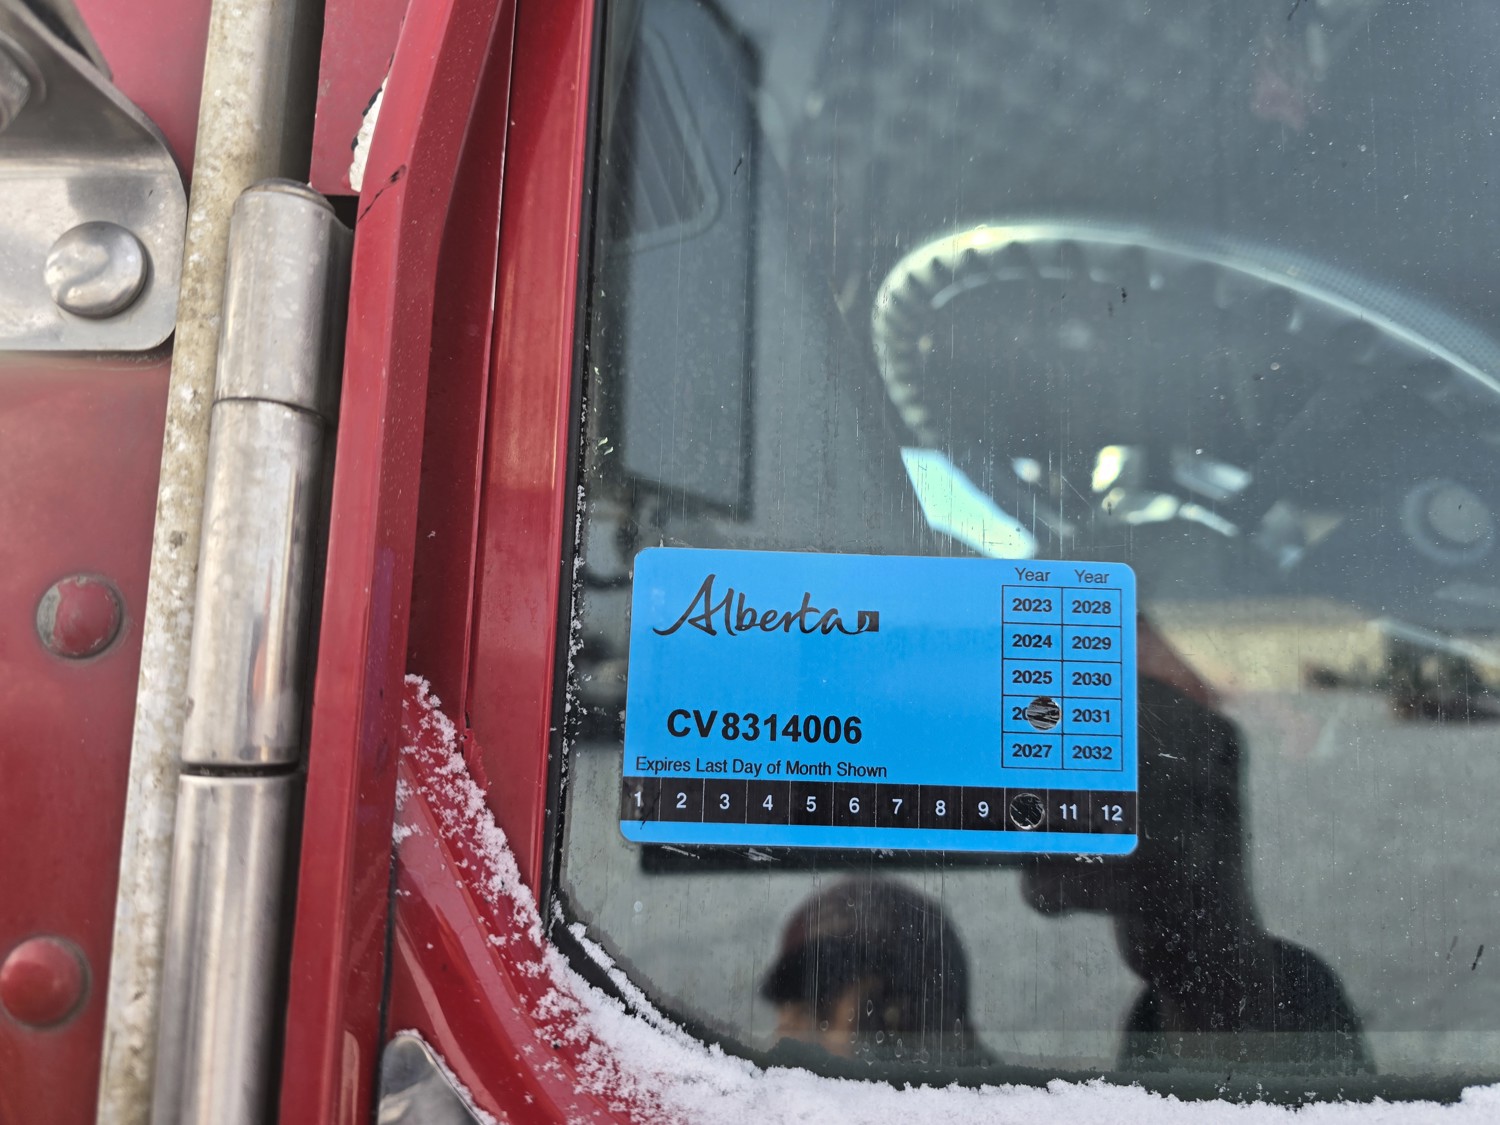 Alberta
Year Year
2023 2028
2024 2029
2025 2030
2031
2027 2032
CV8314006
Expires Last Day of Month Shown
1 2 3 4 5 6 7 8 9 11 12